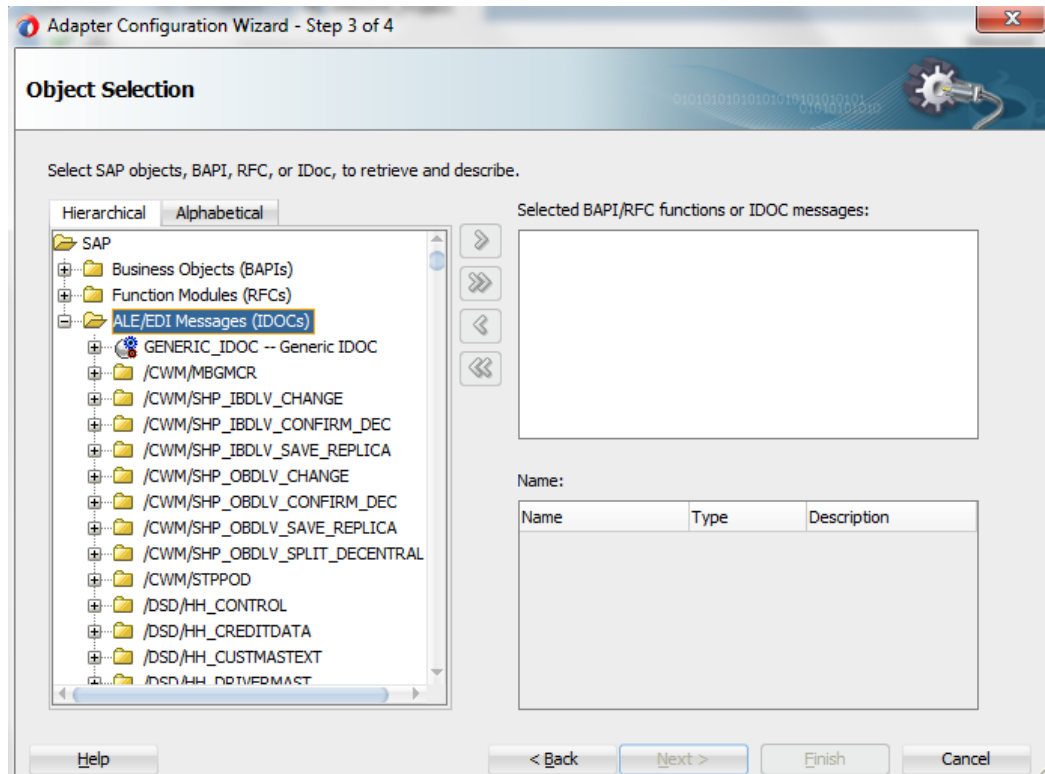 Adapter Configuration Wizard - Step 3 of 4
Object Selection
Select SAP objects, BAPI, RFC, or IDoc, to retrieve and describe.
Hierarchical
Alphabetical
SAP
Business Objects (BAPIs)
Function Modules (RFCs)
ALE/EDI Messages (IDOCs)
GENERIC_IDOC -- Generic IDOC
/CWM/MBGMCR
/CWM/SHP_IBDLV_CHANGE
/CWM/SHP_IBDLV_CONFIRM_DEC
/CWM/SHP_IBDLV_SAVE_REPLICA
/CWM/SHP_OBDLV_CHANGE
/CWM/SHP_OBDLV_CONFIRM_DEC
/CWM/SHP_OBDLV_SAVE_REPLICA
/CWM/SHP_OBDLV_SPLIT_DECENTRAL
/CWM/STPPOD
/DSD/HH_CONTROL
/DSD/HH_CREDITDATA
/DSD/HH_CUSTMASTEXT
/DSD/HH_DRIVERMAST
Selected BAPI/RFC functions or IDOC messages:
Name:
Name Type Description
Help
< Back
Next >
Finish
Cancel